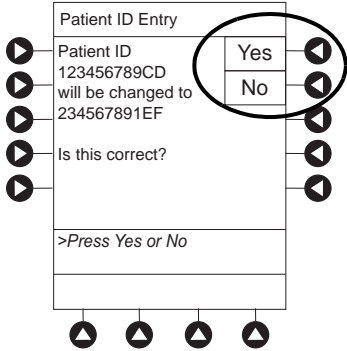 Patient ID Entry
Patient ID
123456789CD
will be changed to
234567891EF
Is this correct?
Yes
No
>Press Yes or No